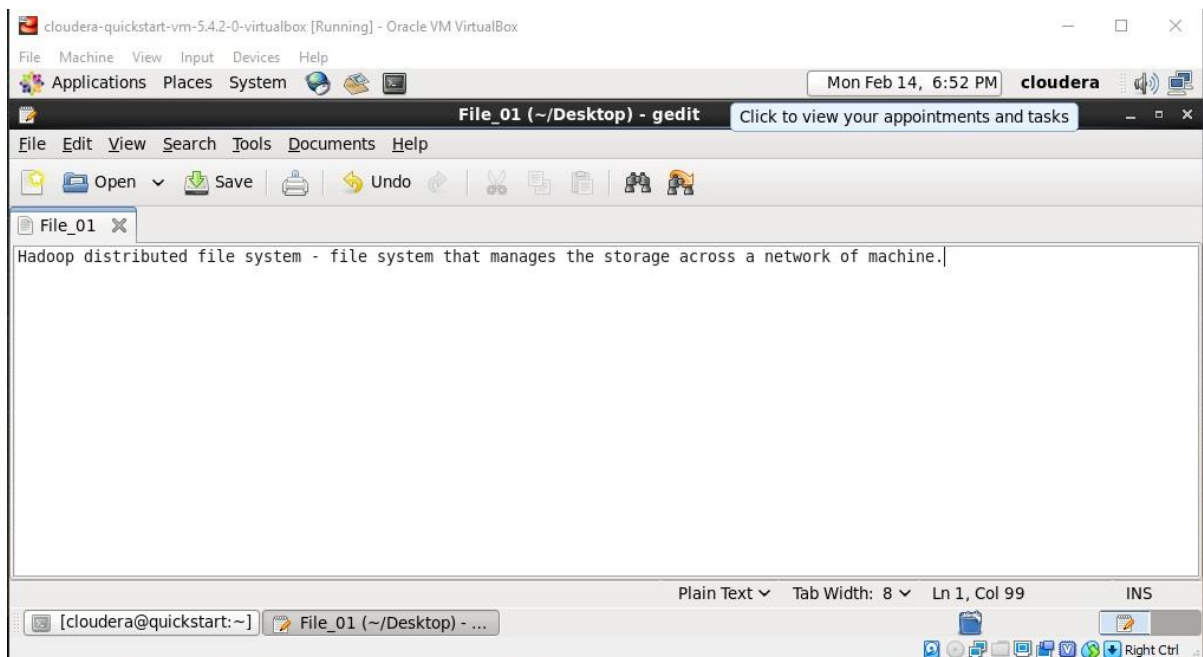 cloudera-quickstart-vm-5.4.2-0-virtualbox [Running] - Oracle VM VirtualBox
File Machine View Input Devices Help
Applications Places System Mon Feb 14, 6:52 PM cloudera
File_01 (~/Desktop) - gedit Click to view your appointments and tasks
File Edit View Search Tools Documents Help
Open Save Undo
File_01
Hadoop distributed file system - file system that manages the storage across a network of machine.
Plain Text Tab Width: 8 Ln 1, Col 99 INS
[cloudera@quickstart:~] File_01 (~/Desktop) - ...
Right Ctrl